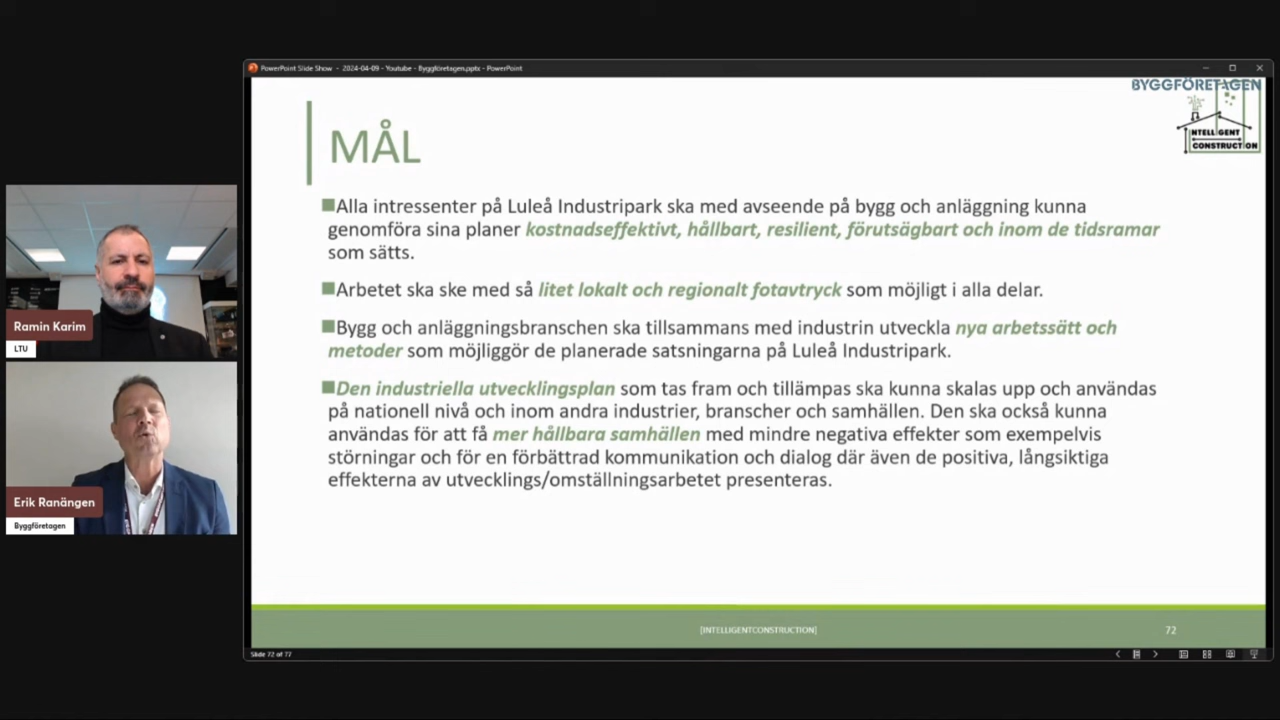 PowerPoint Slide Show - 2024-04-09 - Youtube - Byggföretagen.pptx - PowerPoint
BYGGFÖRETAGEN
INTELLIGENT
CONSTRUCTION
MÅL
Alla intressenter på Luleå Industripark ska med avseende på bygg och anläggning kunna
genomföra sina planer kostnadseffektivt, hållbart, resilient, förutsägbart och inom de tidsramar
som sätts.
Arbetet ska ske med så litet lokalt och regionalt fotavtryck som möjligt i alla delar.
Bygg och anläggningsbranschen ska tillsammans med industrin utveckla nya arbetssätt och
metoder som möjliggör de planerade satsningarna på Luleå Industripark.
Den industriella utvecklingsplan som tas fram och tillämpas ska kunna skalas upp och användas
på nationell nivå och inom andra industrier, branscher och samhällen. Den ska också kunna
användas för att få mer hållbara samhällen med mindre negativa effekter som exempelvis
störningar och för en förbättrad kommunikation och dialog där även de positiva, långsiktiga
effekterna av utvecklings/omställningsarbetet presenteras.
[INTELLIGENTCONSTRUCTION]
72
Slide 72 of 77
Ramin Karim
LTU
Erik Ranängen
Byggföretagen